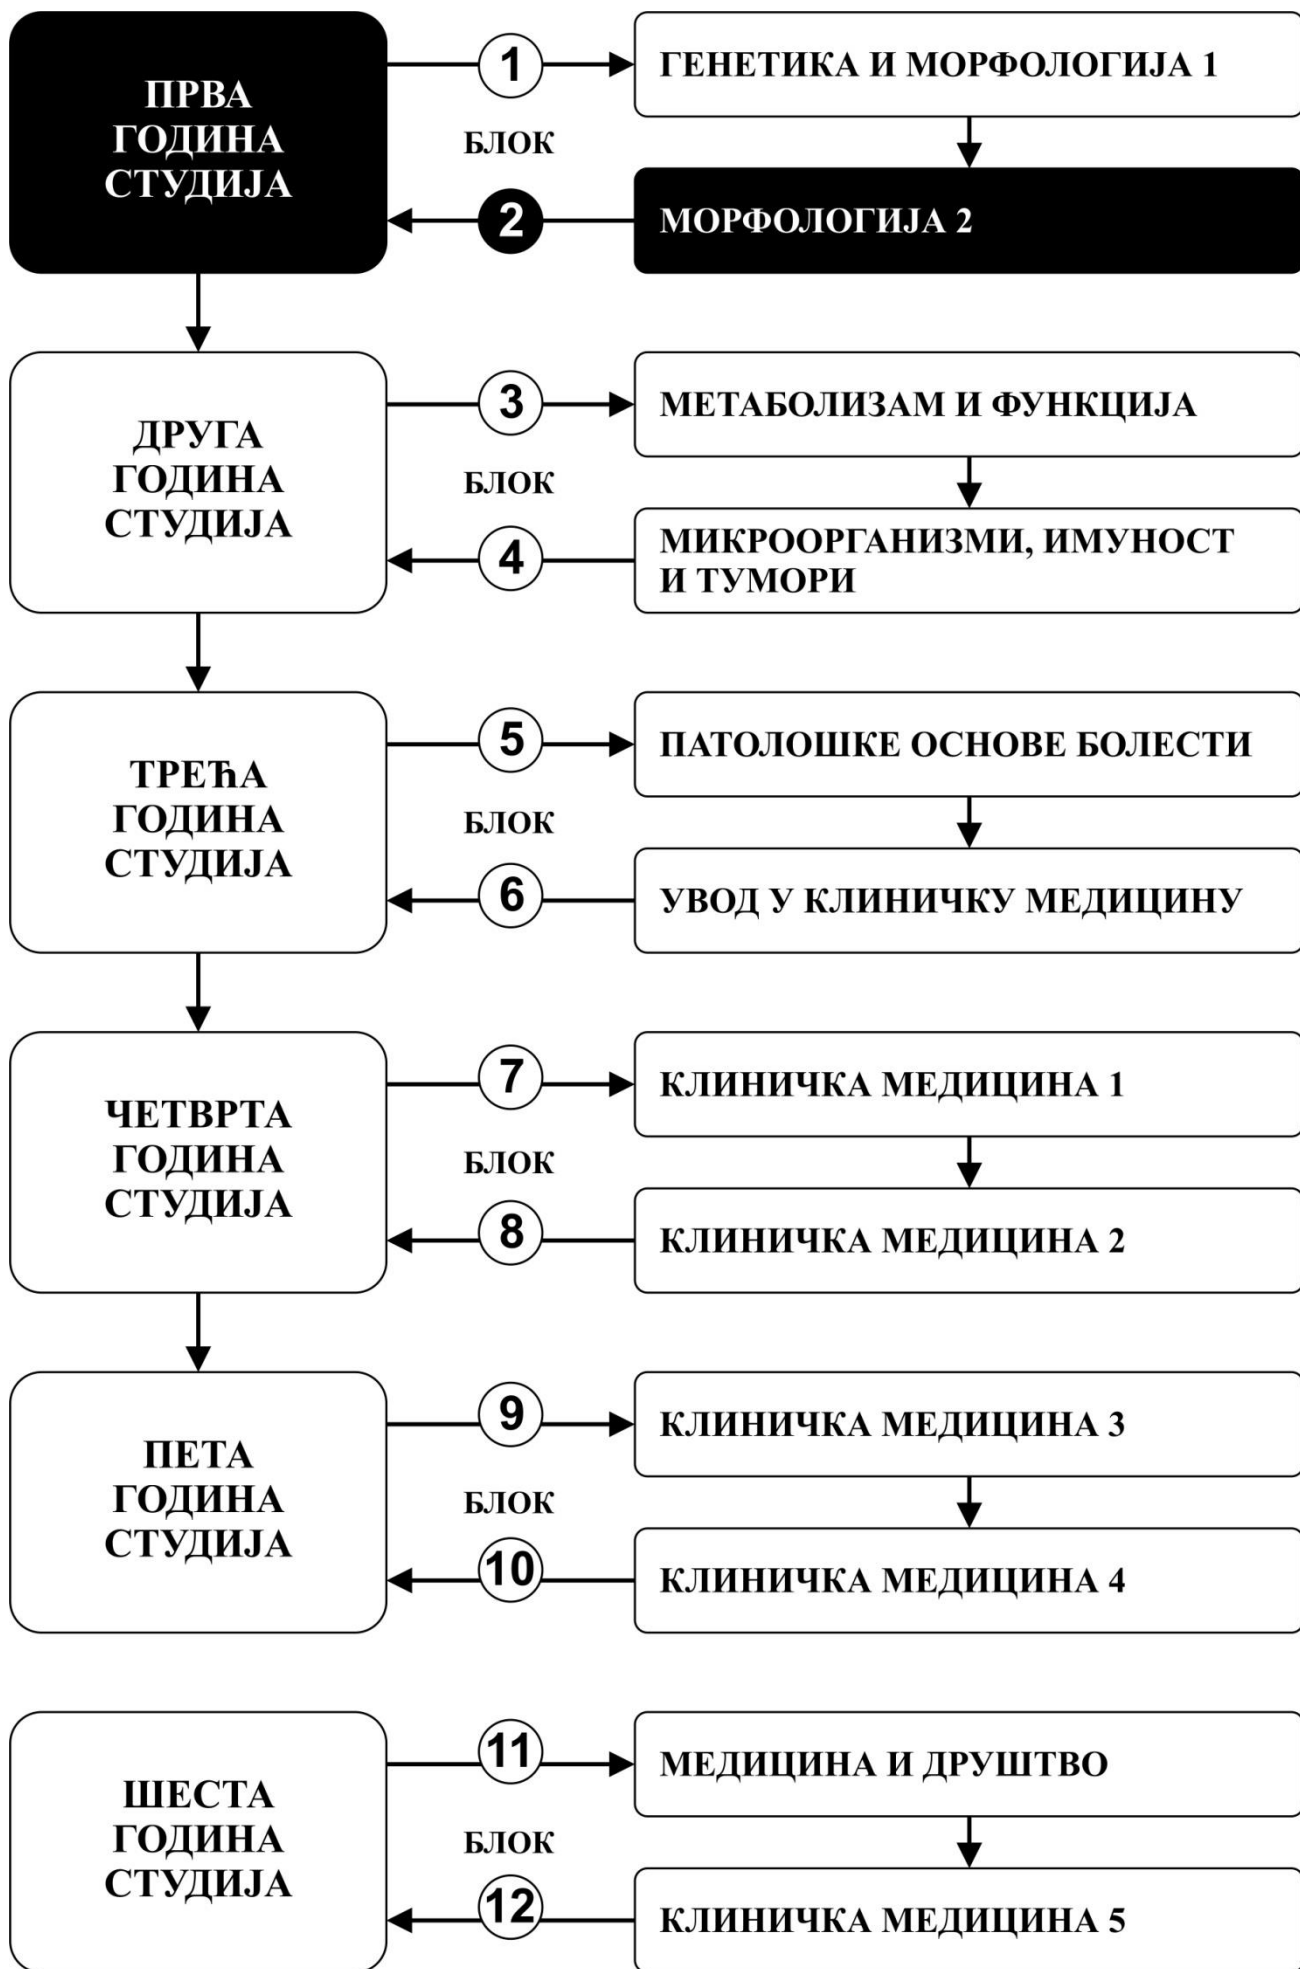 ПРВА
ГОДИНА
СТУДИЈА
1
БЛОК
2
ГЕНЕТИКА И МОРФОЛОГИЈА 1
МОРФОЛОГИЈА 2
ДРУГА
ГОДИНА
СТУДИЈА
3
БЛОК
4
МЕТАБОЛИЗАМ И ФУНКЦИЈА
МИКРООРГАНИЗМИ, ИМУНОСТ
И ТУМОРИ
ТРЕЋА
ГОДИНА
СТУДИЈА
5
БЛОК
6
ПАТОЛОШКЕ ОСНОВЕ БОЛЕСТИ
УВОД У КЛИНИЧКУ МЕДИЦИНУ
ЧЕТВРТА
ГОДИНА
СТУДИЈА
7
БЛОК
8
КЛИНИЧКА МЕДИЦИНА 1
КЛИНИЧКА МЕДИЦИНА 2
ПЕТА
ГОДИНА
СТУДИЈА
9
БЛОК
10
КЛИНИЧКА МЕДИЦИНА 3
КЛИНИЧКА МЕДИЦИНА 4
ШЕСТА
ГОДИНА
СТУДИЈА
11
БЛОК
12
МЕДИЦИНА И ДРУШТВО
КЛИНИЧКА МЕДИЦИНА 5